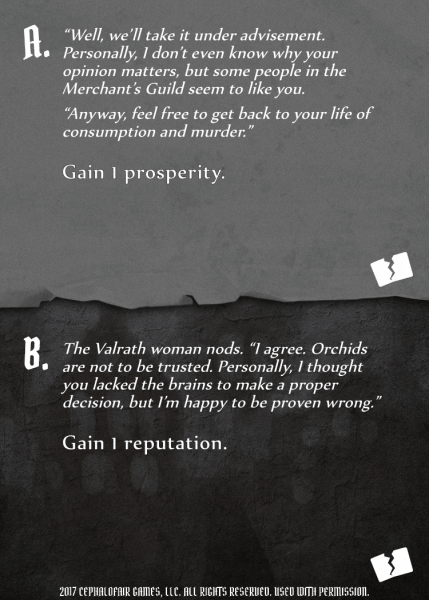 A.
“Well, we’ll take it under advisement.
Personally, I don’t even know why your
opinion matters, but some people in the
Merchant’s Guild seem to like you.
“Anyway, feel free to get back to your life of
consumption and murder.”
Gain 1 prosperity.
B.
The Valrath woman nods. “I agree. Orchids
are not to be trusted. Personally, I thought
you lacked the brains to make a proper
decision, but I’m happy to be proven wrong.”
Gain 1 reputation.
2017 CEPHALOFAIR GAMES, LLC. ALL RIGHTS RESERVED. USED WITH PERMISSION.